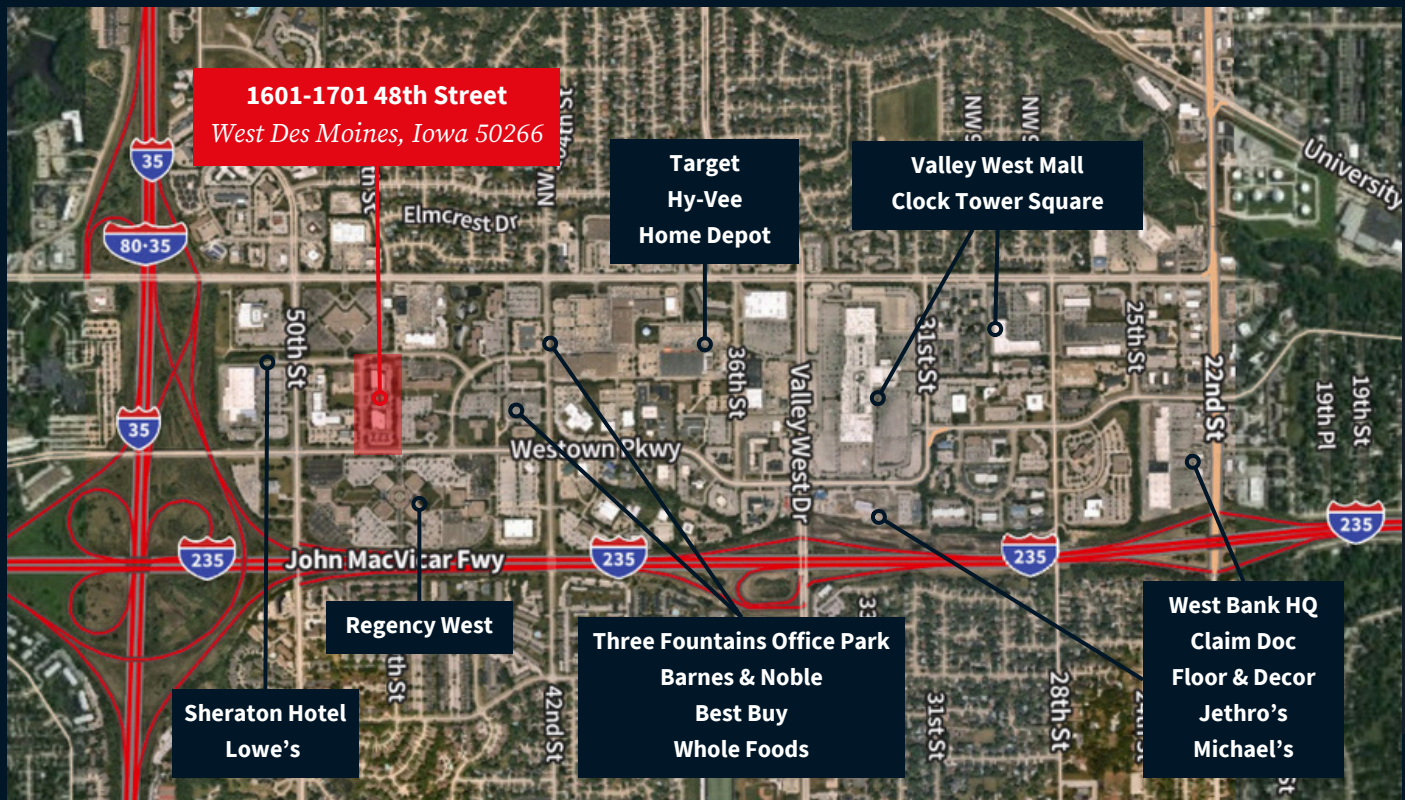 1601-1701 48th Street
West Des Moines, Iowa 50266
35
80·35
Elmcrest Dr
Target
Hy-Vee
Home Depot
Valley West Mall
Clock Tower Square
University
50th St
36th St
Valley West Dr
31st St
25th St
22nd St
19th Pl
19th St
35
Westown Pkwy
235
John MacVicar Fwy
235
235
235
Regency West
Sheraton Hotel
Lowe’s
42nd St
Three Fountains Office Park
Barnes & Noble
Best Buy
Whole Foods
31st St
28th St
West Bank HQ
Claim Doc
Floor & Decor
Jethro’s
Michael’s